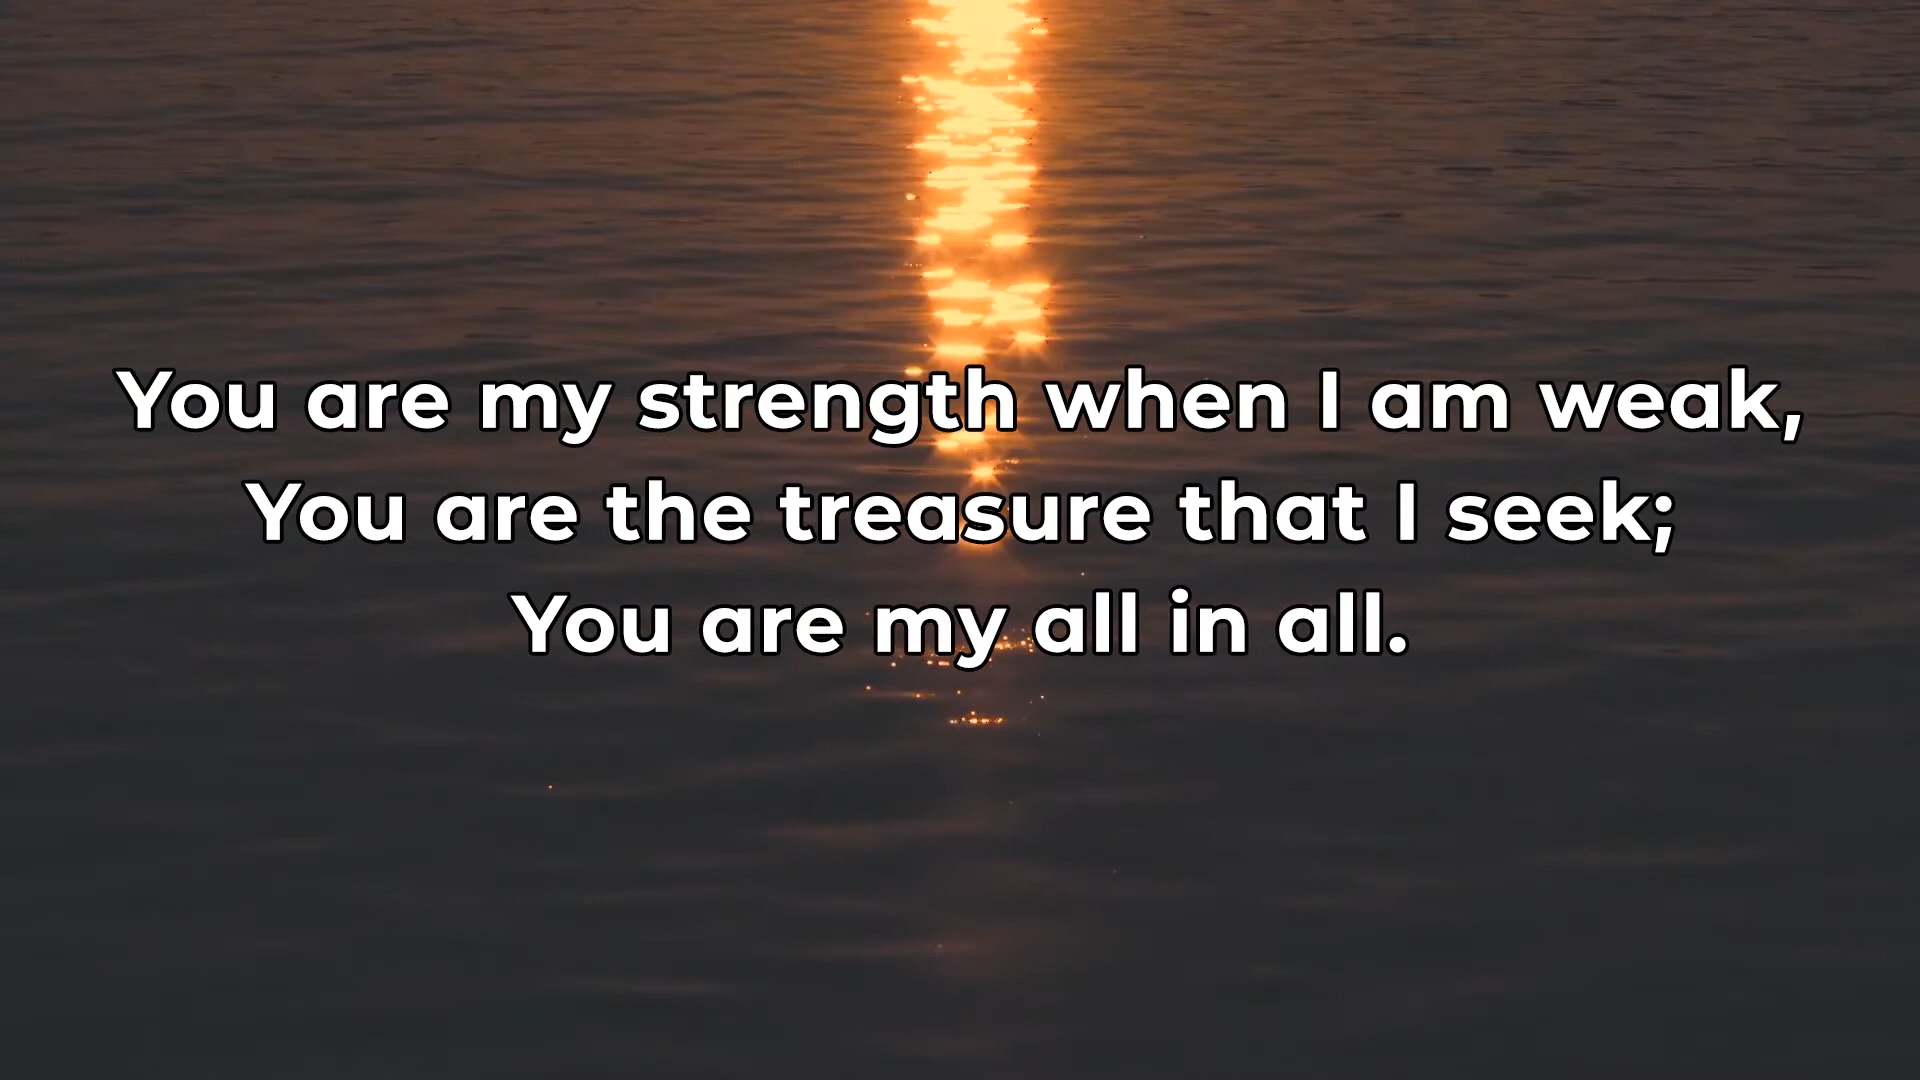 You are my strength when I am weak,
You are the treasure that I seek;
You are my all in all.